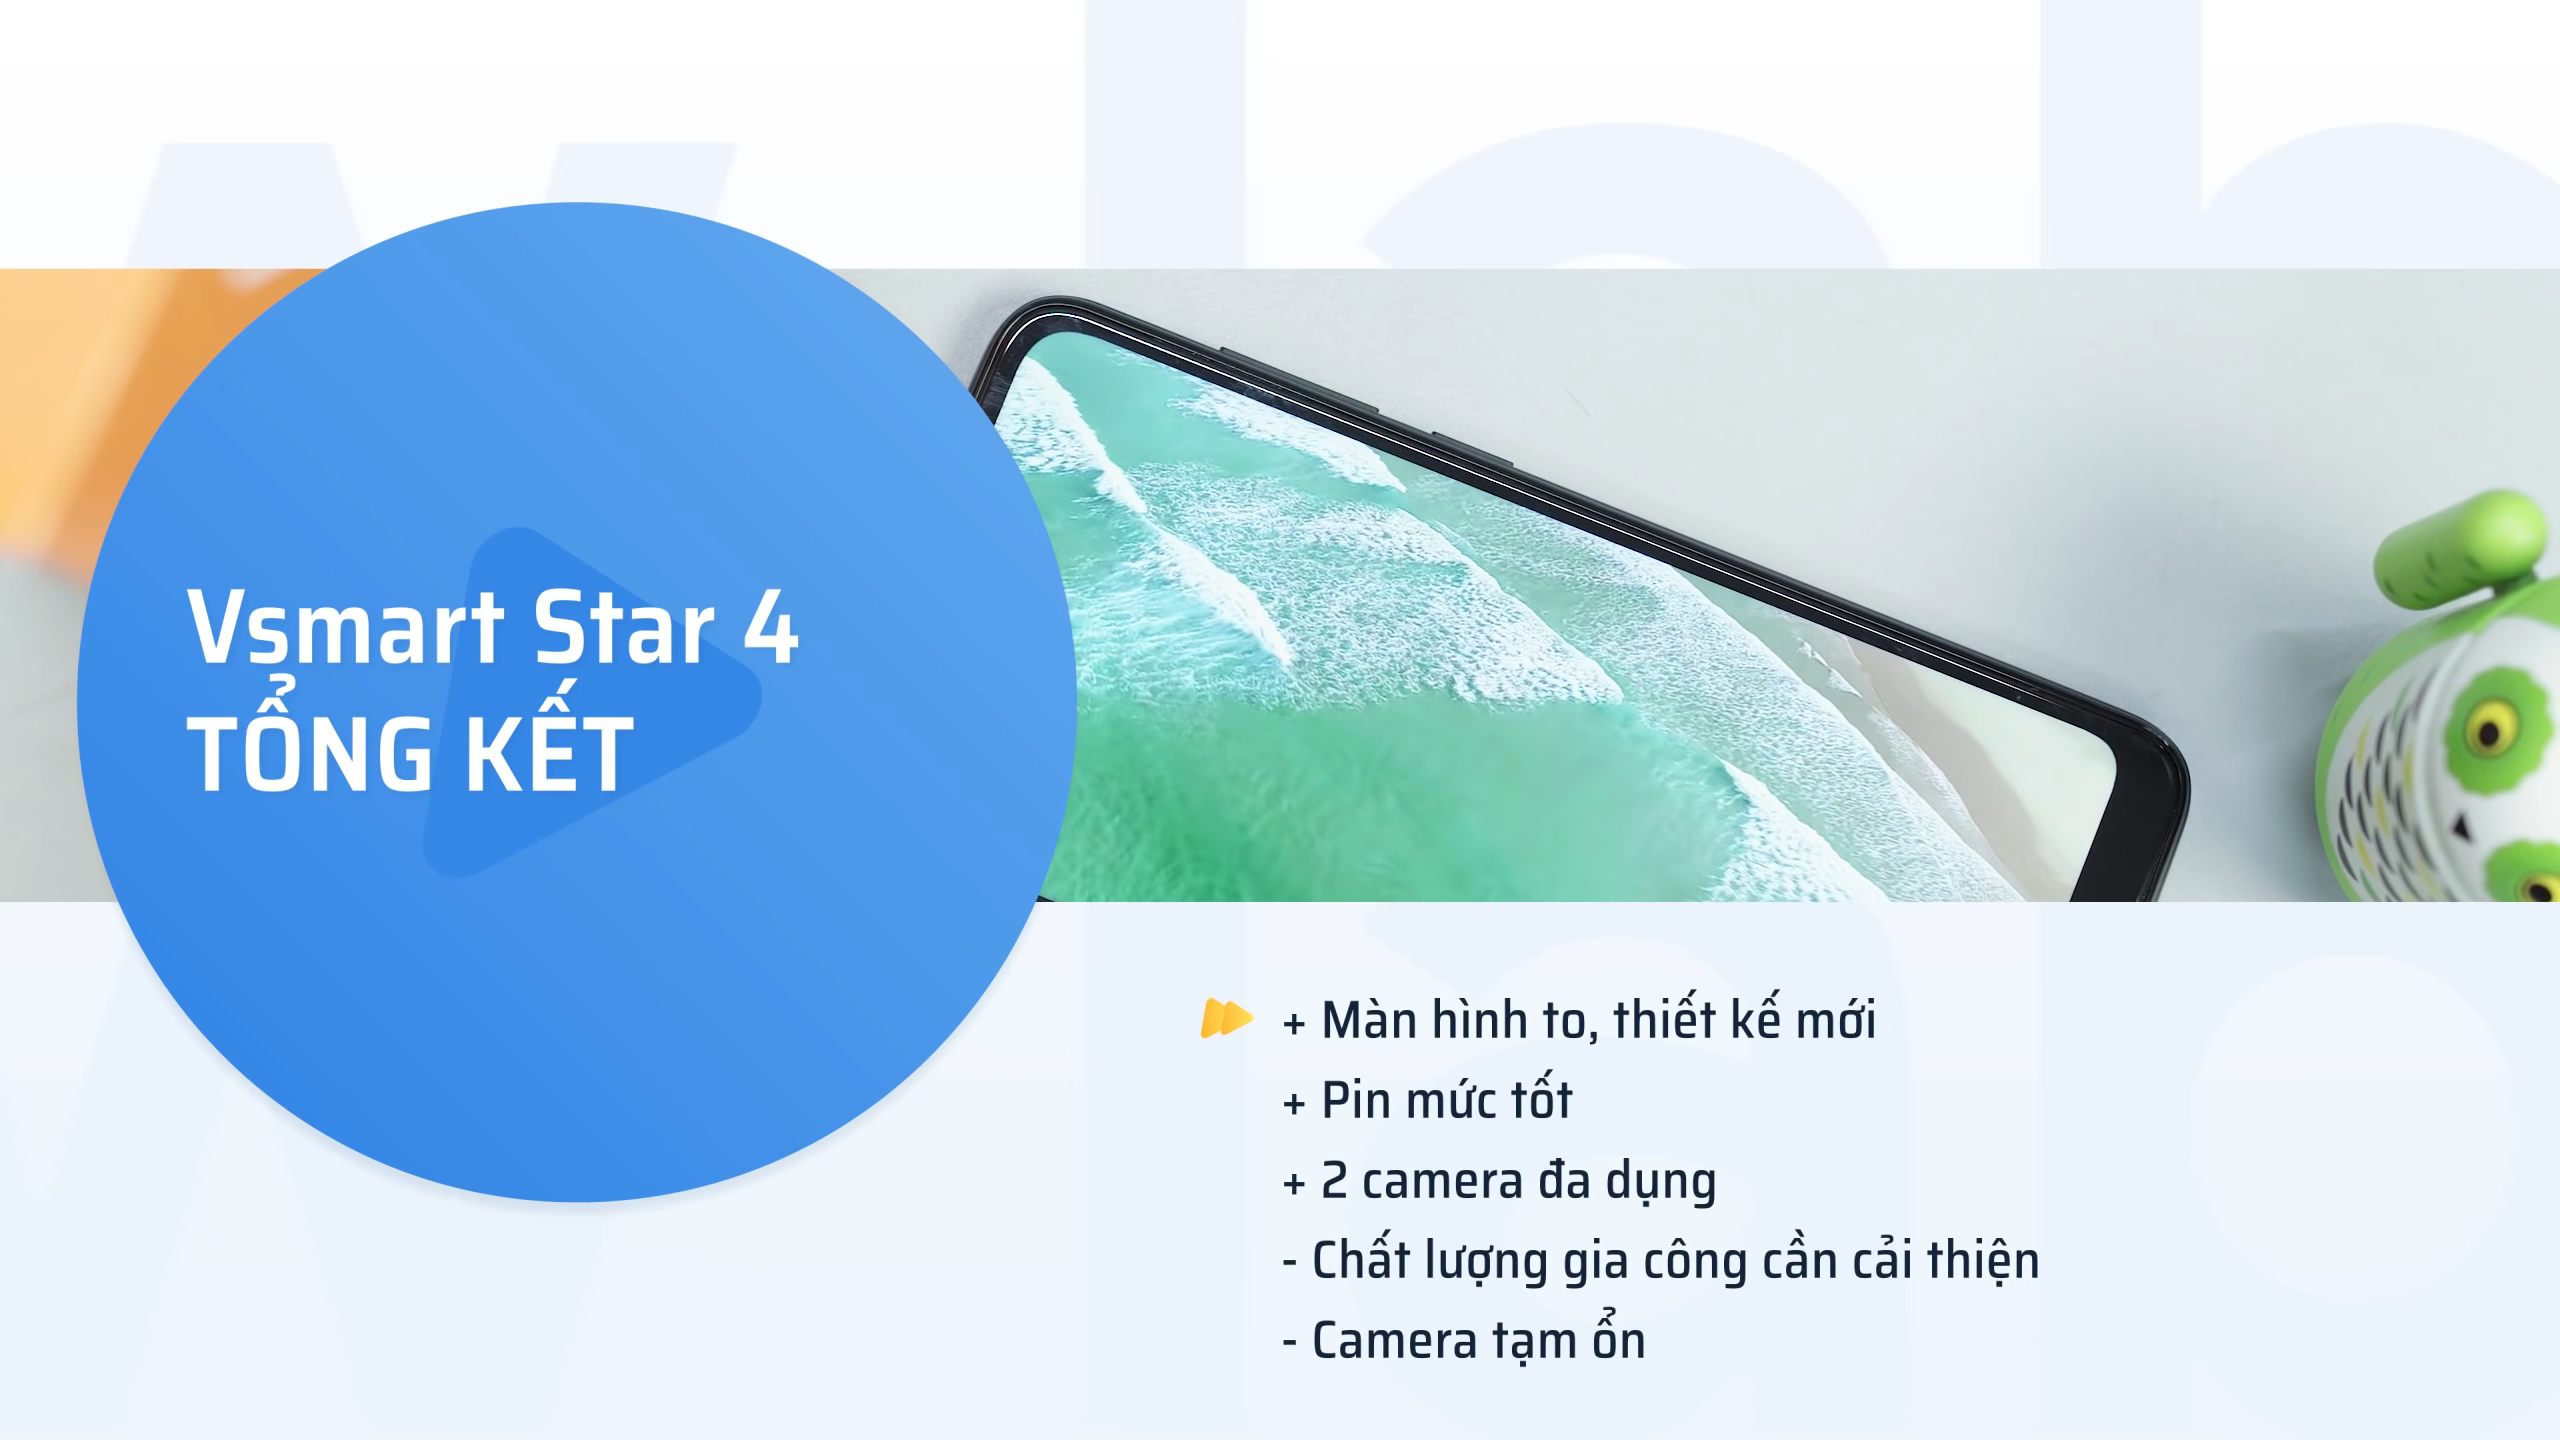 Vsmart Star 4
TỔNG KẾT
+ Màn hình to, thiết kế mới
+ Pin mức tốt
+ 2 camera đa dụng
- Chất lượng gia công cần cải thiện
- Camera tạm ổn